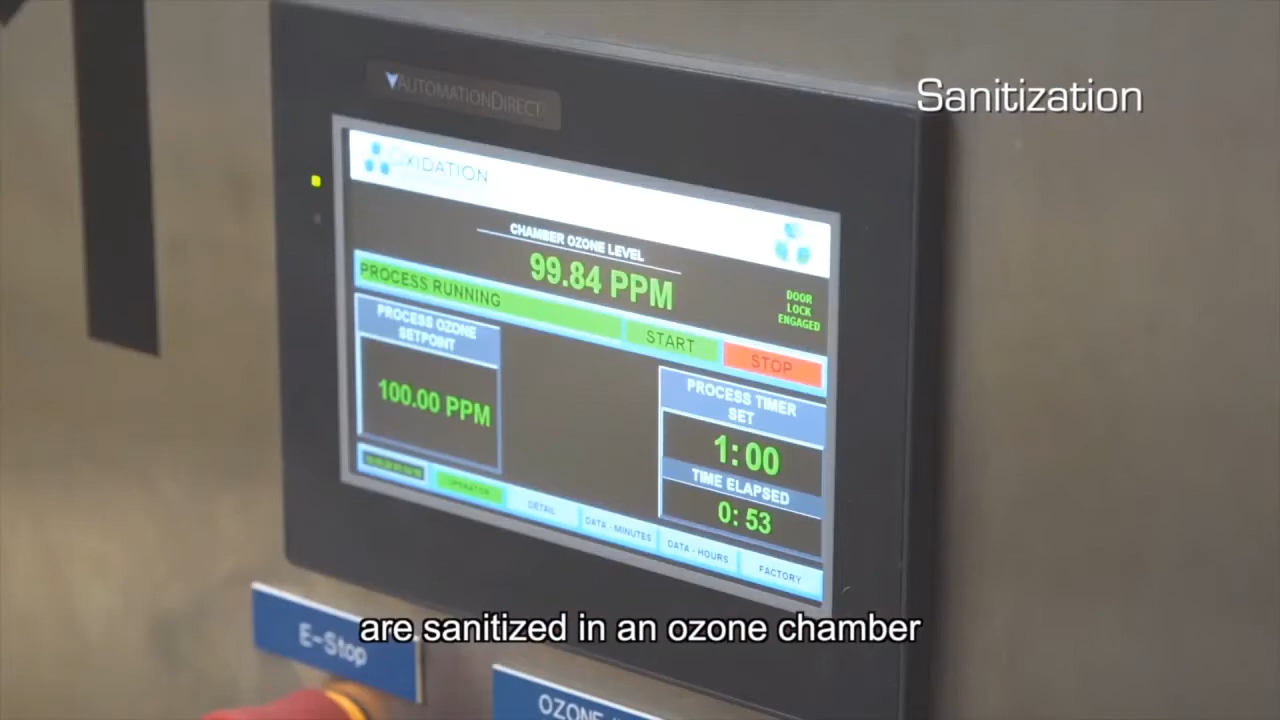 Sanitization
AUTOMATIONDIRECT
OXIDATION
CHAMBER OZONE LEVEL
99.84 PPM
DOOR
LOCK
ENGAGED
PROCESS RUNNING
START
STOP
PROCESS OZONE
SETPOINT
100.00 PPM
PROCESS TIMER
SET
1:00
TIME ELAPSED
0:53
OPERATOR
DETAIL
DATA - MINUTES
DATA - HOURS
FACTORY
are sanitized in an ozone chamber
E-Stop
OZONE